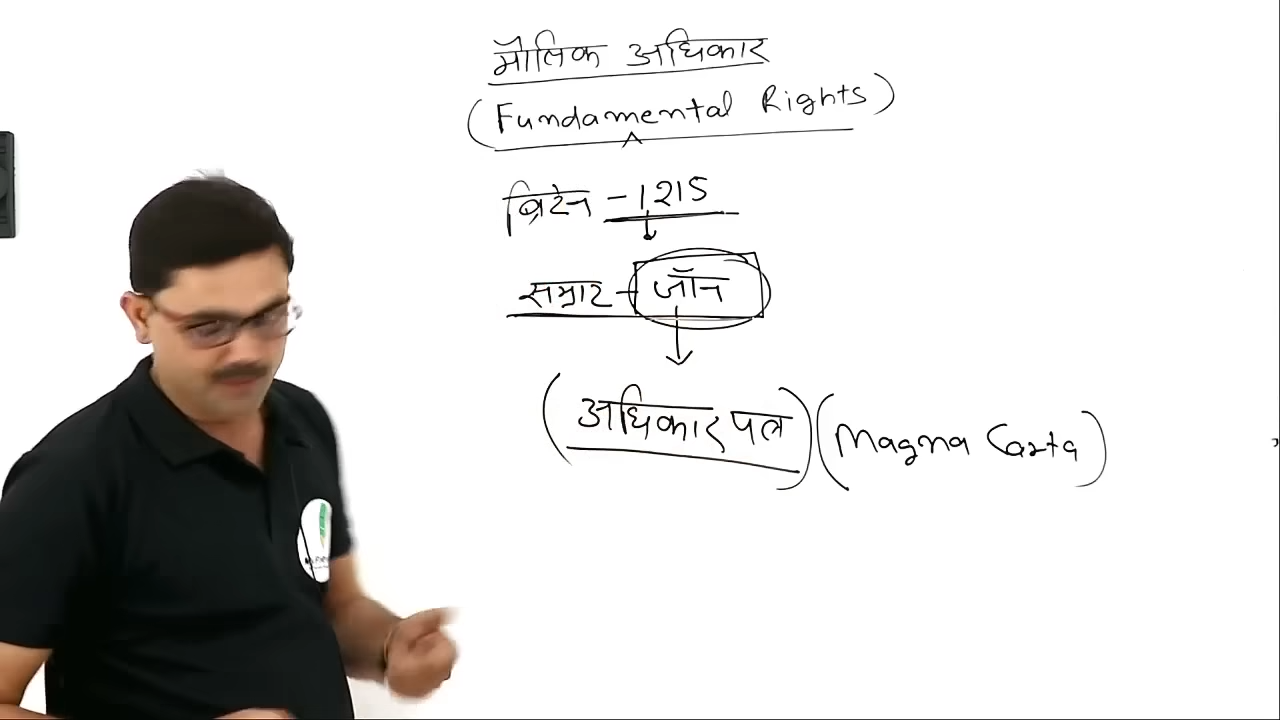 मौलिक अधिकार
(Fundamental Rights)
ब्रिटेन - 1215
सम्राट - जॉन
(अधिकार पत्र) (Magna Carta)